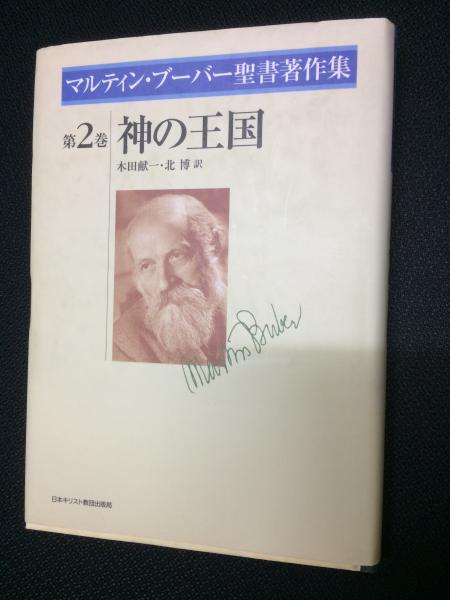 マルティン・ブーバー聖書著作集
第2巻 神の王国
木田献一・北 博 訳
Martin Buber
日本キリスト教団出版局